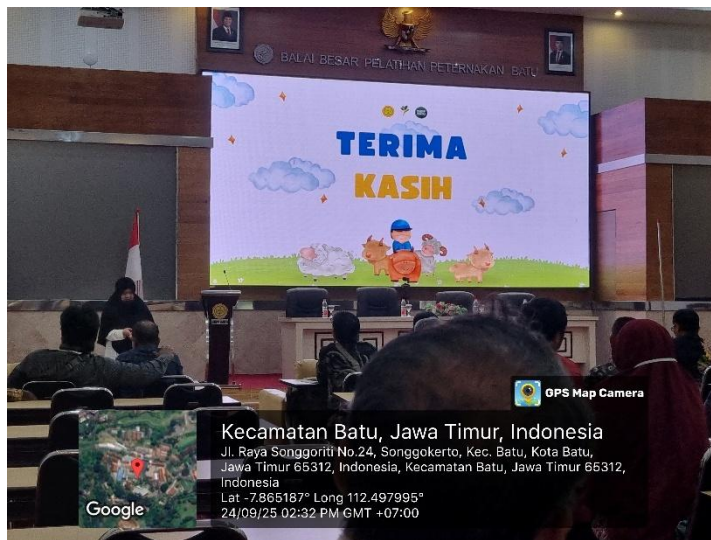 BALAI BESAR PELATIHAN PETERNAKAN BATU
TERIMA
KASIH
GPS Map Camera
Kecamatan Batu, Jawa Timur, Indonesia
Jl. Raya Songgoriti No.24, Songgokerto, Kec. Batu, Kota Batu,
Jawa Timur 65312, Indonesia, Kecamatan Batu, Jawa Timur 65312,
Indonesia
Lat -7.865187° Long 112.497995°
24/09/25 02:32 PM GMT +07:00
Google